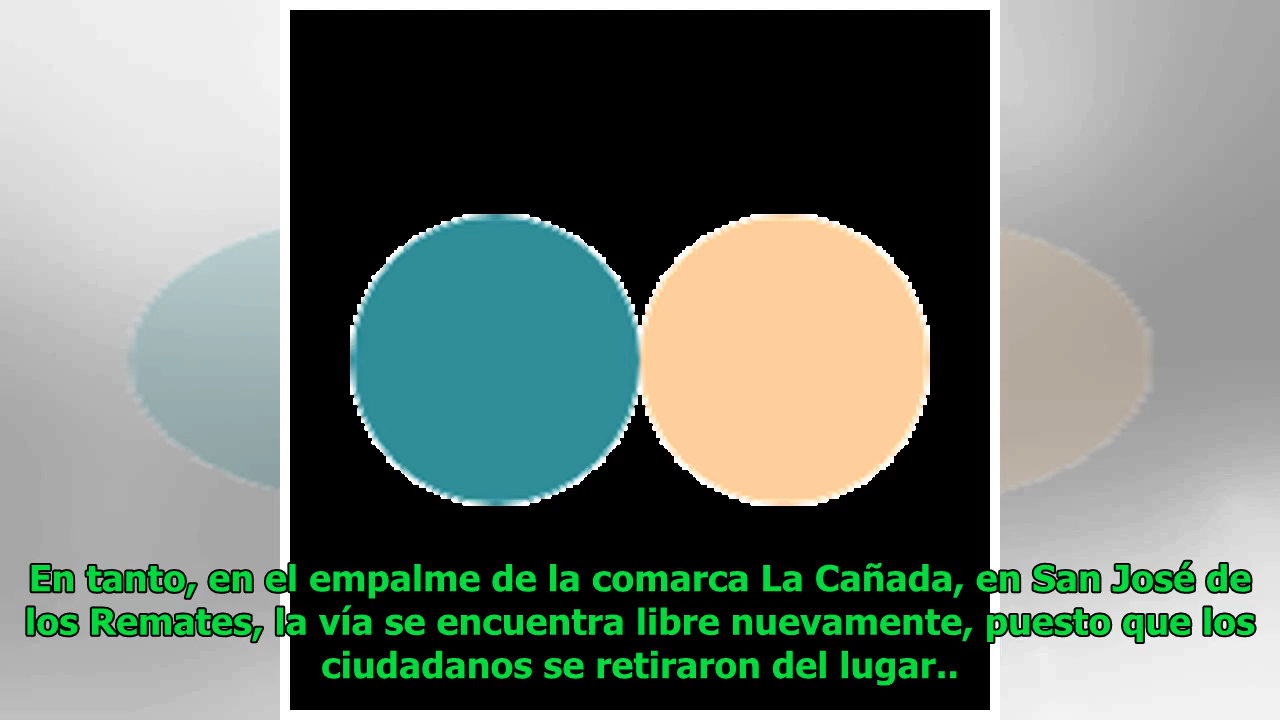 En tanto, en el empalme de la comarca La Cañada, en San José de
los Remates, la vía se encuentra libre nuevamente, puesto que los
ciudadanos se retiraron del lugar..